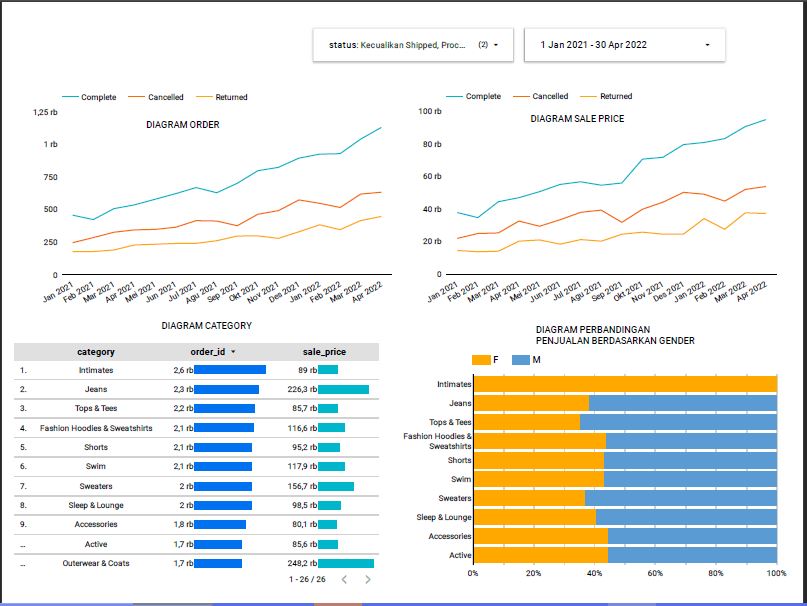 status: Kecualikan Shipped, Proc... (2)
1 Jan 2021 - 30 Apr 2022
Complete Cancelled Returned
DIAGRAM ORDER
1,25 rb
1 rb
750
500
250
0
Jan 2021 Feb 2021 Mar 2021 Apr 2021 Mei 2021 Jun 2021 Jul 2021 Agu 2021 Sep 2021 Okt 2021 Nov 2021 Des 2021 Jan 2022 Feb 2022 Mar 2022 Apr 2022
Complete Cancelled Returned
DIAGRAM SALE PRICE
100 rb
80 rb
60 rb
40 rb
20 rb
0
Jan 2021 Feb 2021 Mar 2021 Apr 2021 Mei 2021 Jun 2021 Jul 2021 Agu 2021 Sep 2021 Okt 2021 Nov 2021 Des 2021 Jan 2022 Feb 2022 Mar 2022 Apr 2022
DIAGRAM CATEGORY
category order_id sale_price
1. Intimates 2,6 rb 89 rb
2. Jeans 2,3 rb 226,3 rb
3. Tops & Tees 2,2 rb 85,7 rb
4. Fashion Hoodies & Sweatshirts 2,1 rb 116,6 rb
5. Shorts 2,1 rb 95,2 rb
6. Swim 2,1 rb 117,9 rb
7. Sweaters 2 rb 156,7 rb
8. Sleep & Lounge 2 rb 98,5 rb
9. Accessories 1,8 rb 80,1 rb
... Active 1,7 rb 85,6 rb
... Outerwear & Coats 1,7 rb 248,2 rb
1 - 26 / 26
DIAGRAM PERBANDINGAN
PENJUALAN BERDASARKAN GENDER
F M
Intimates
Jeans
Tops & Tees
Fashion Hoodies &
Sweatshirts
Shorts
Swim
Sweaters
Sleep & Lounge
Accessories
Active
0% 20% 40% 60% 80% 100%